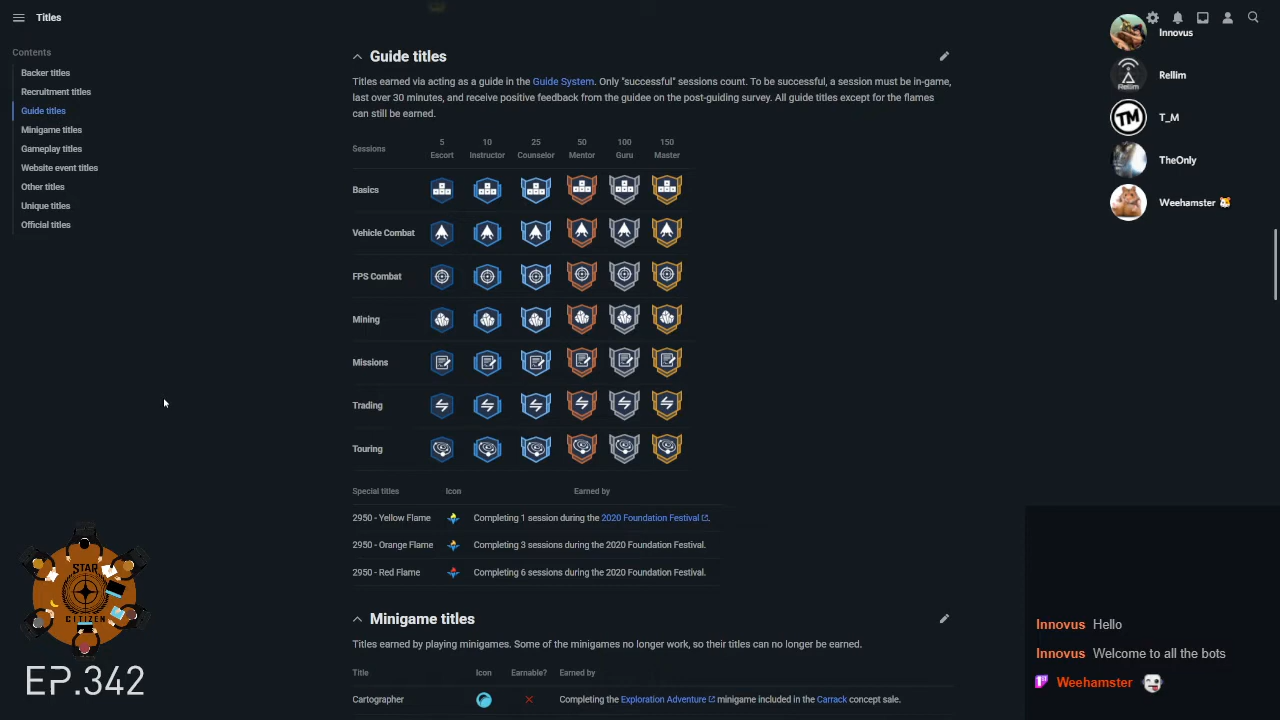 Titles
Contents
Backer titles
Recruitment titles
Guide titles
Minigame titles
Gameplay titles
Website event titles
Other titles
Unique titles
Official titles
Guide titles
Titles earned via acting as a guide in the Guide System. Only "successful" sessions count. To be successful, a session must be in-game,
last over 30 minutes, and receive positive feedback from the guidee on the post-guiding survey. All guide titles except for the flames
can still be earned.
Sessions 5 Escort 10 Instructor 25 Counselor 50 Mentor 100 Guru 150 Master
Basics
Vehicle Combat
FPS Combat
Mining
Missions
Trading
Touring
Special titles Icon Earned by
2950 - Yellow Flame Completing 1 session during the 2020 Foundation Festival.
2950 - Orange Flame Completing 3 sessions during the 2020 Foundation Festival.
2950 - Red Flame Completing 6 sessions during the 2020 Foundation Festival.
Minigame titles
Titles earned by playing minigames. Some of the minigames no longer work, so their titles can no longer be earned.
Title Icon Earnable? Earned by
Cartographer Completing the Exploration Adventure minigame included in the Carrack concept sale.
Innovus
Rellim
Rellim
TM T_M
TheOnly
Weehamster
STAR
CITIZEN
EP.342
Innovus Hello
Innovus Welcome to all the bots
Weehamster